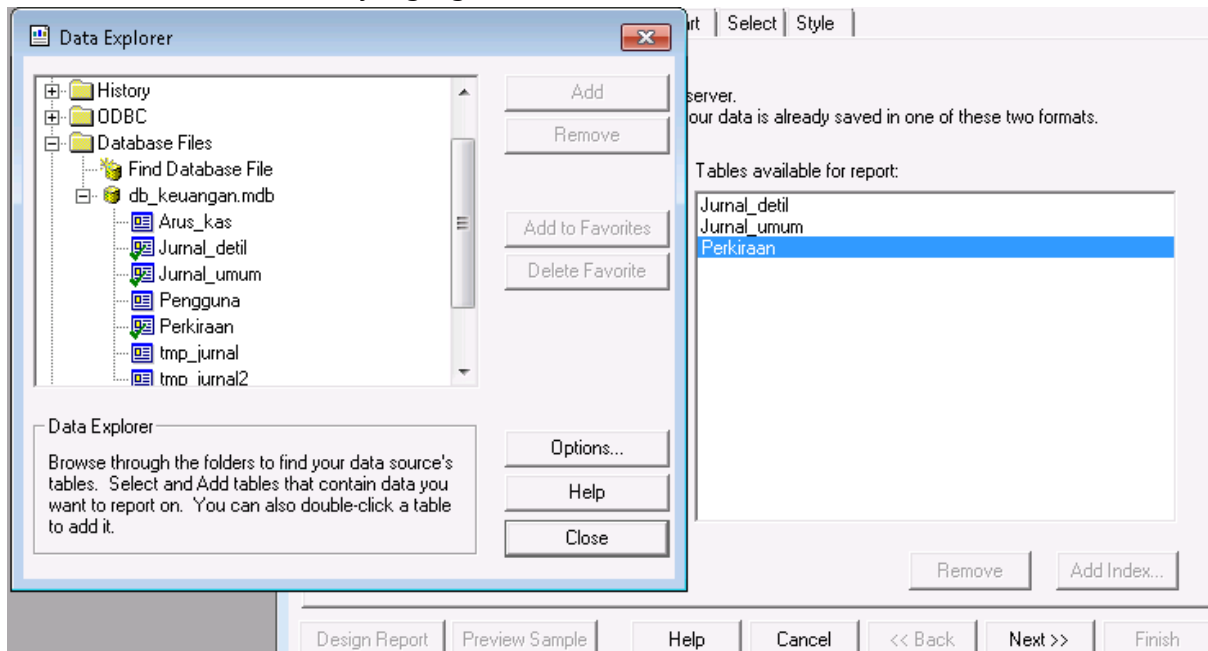 Data Explorer
History
ODBC
Database Files
Find Database File
db_keuangan.mdb
Arus_kas
Jurnal_detil
Jurnal_umum
Pengguna
Perkiraan
tmp_jurnal
tmp_jurnal2
Add
Remove
Add to Favorites
Delete Favorite
Data Explorer
Browse through the folders to find your data source's
tables. Select and Add tables that contain data you
want to report on. You can also double-click a table
to add it.
Options...
Help
Close
Select Style
server.
our data is already saved in one of these two formats.
Tables available for report:
Jurnal_detil
Jurnal_umum
Perkiraan
Remove Add Index...
Design Report Preview Sample Help Cancel << Back Next >> Finish